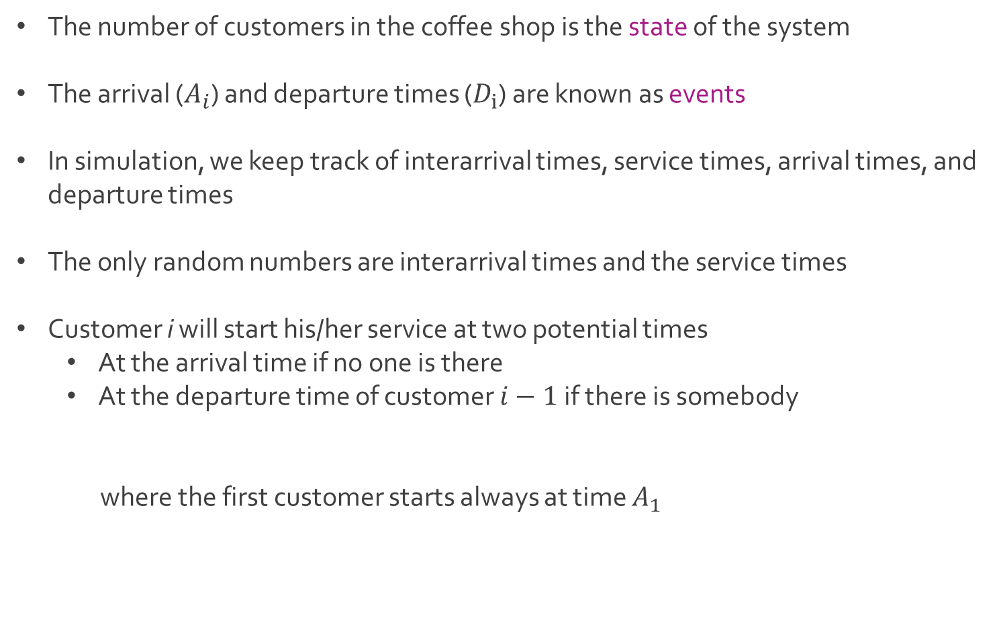 • The number of customers in the coffee shop is the state of the system
• The arrival (𝐴𝑖) and departure times (𝐷i) are known as events
• In simulation, we keep track of interarrival times, service times, arrival times, and
departure times
• The only random numbers are interarrival times and the service times
• Customer i will start his/her service at two potential times
• At the arrival time if no one is there
• At the departure time of customer 𝑖 − 1 if there is somebody
where the first customer starts always at time 𝐴1